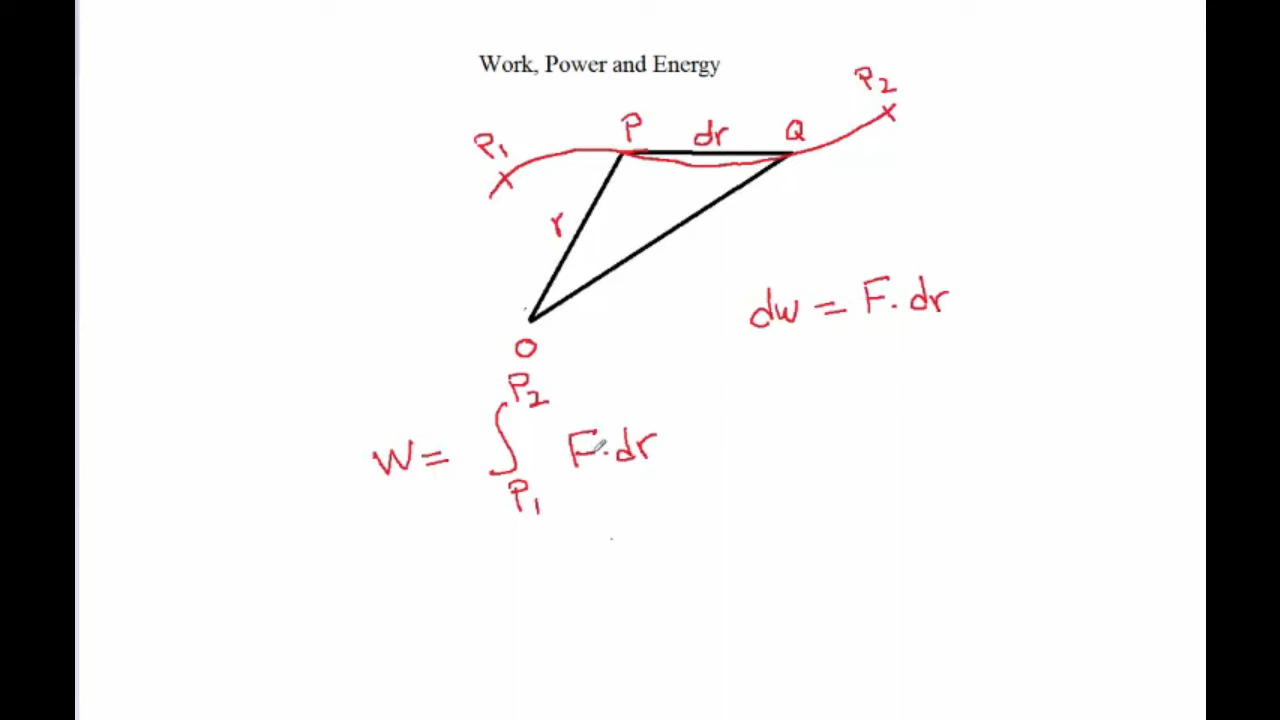 Work, Power and Energy
P2
P1
P dr Q
r
dw = F. dr
O
P2
W = ∫ F. dr
P1